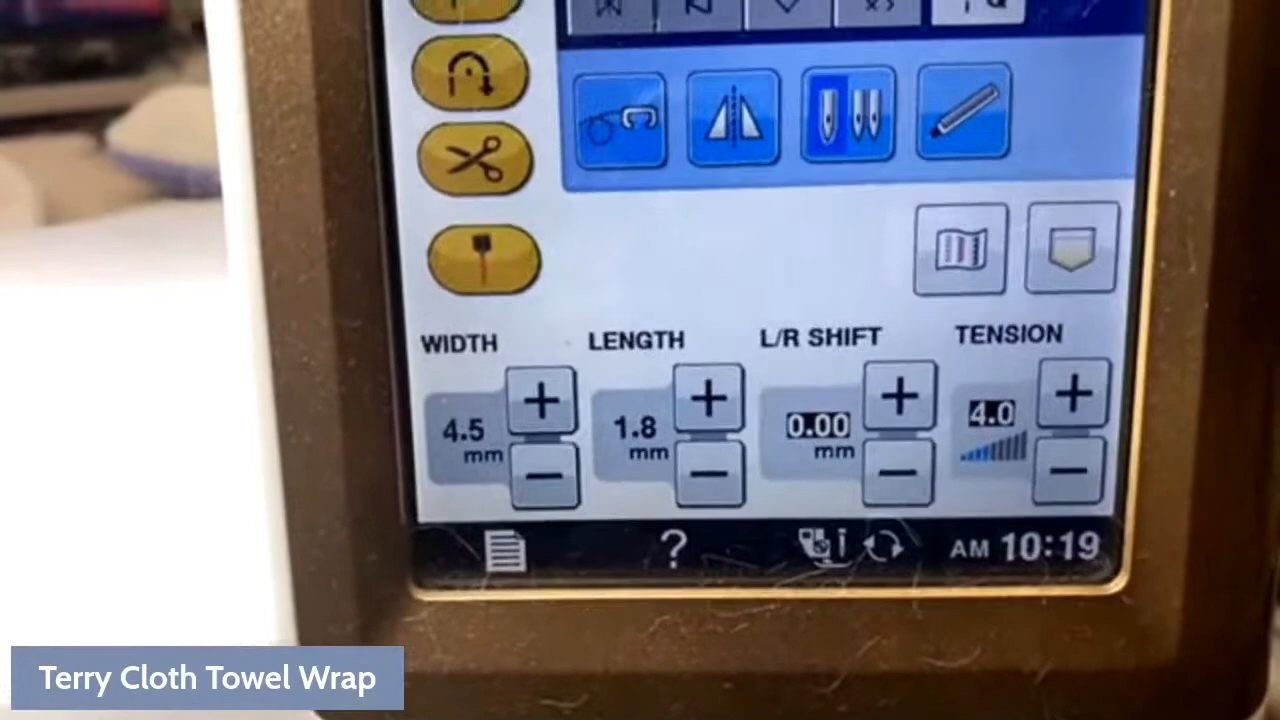 WIDTH LENGTH L/R SHIFT TENSION
4.5 mm 1.8 mm 0.00 mm 4.0
? AM 10:19
Terry Cloth Towel Wrap